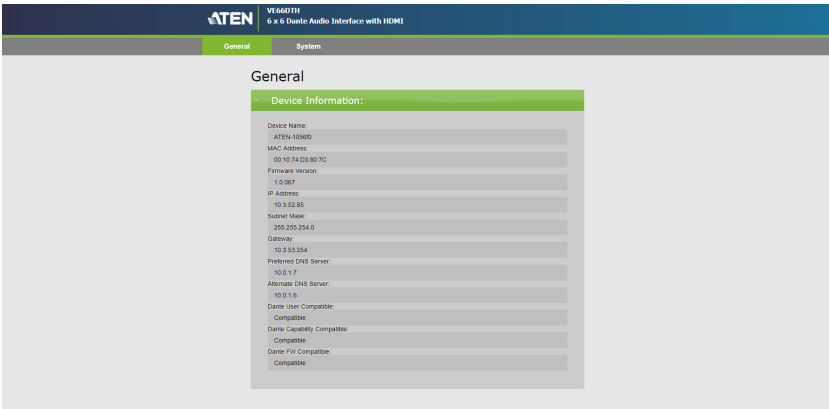 ATEN
VE66DTH
6 x 6 Dante Audio Interface with HDMI
General
System
General
Device Information:
Device Name:
ATEN-1056f0
MAC Address:
00:10:74:D3:80:7C
Firmware Version:
1.0.067
IP Address:
10.3.52.85
Subnet Mask:
255.255.254.0
Gateway:
10.3.53.254
Preferred DNS Server:
10.0.1.7
Alternate DNS Server:
10.0.1.6
Dante User Compatible:
Compatible
Dante Capability Compatible:
Compatible
Dante FW Compatible:
Compatible